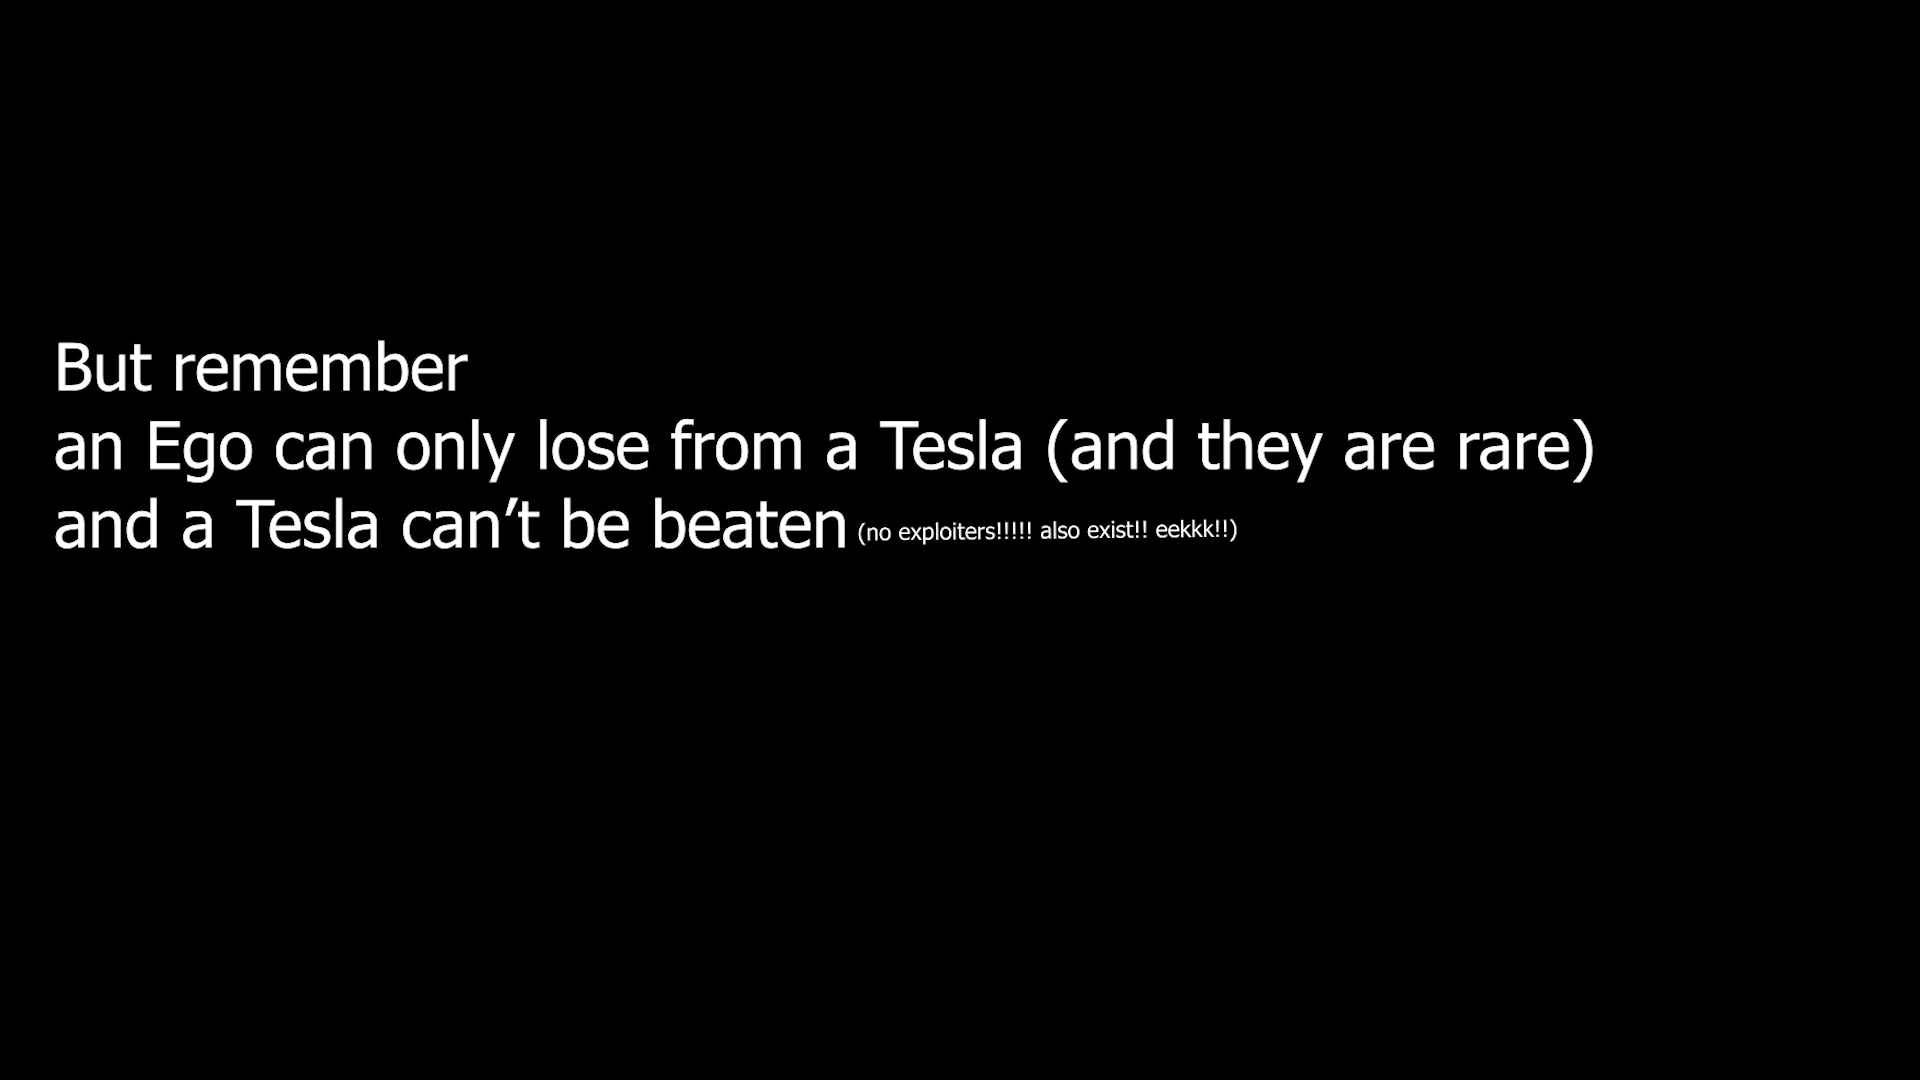 But remember
an Ego can only lose from a Tesla (and they are rare)
and a Tesla can’t be beaten (no exploiters!!!!! also exist!! eekkk!!)